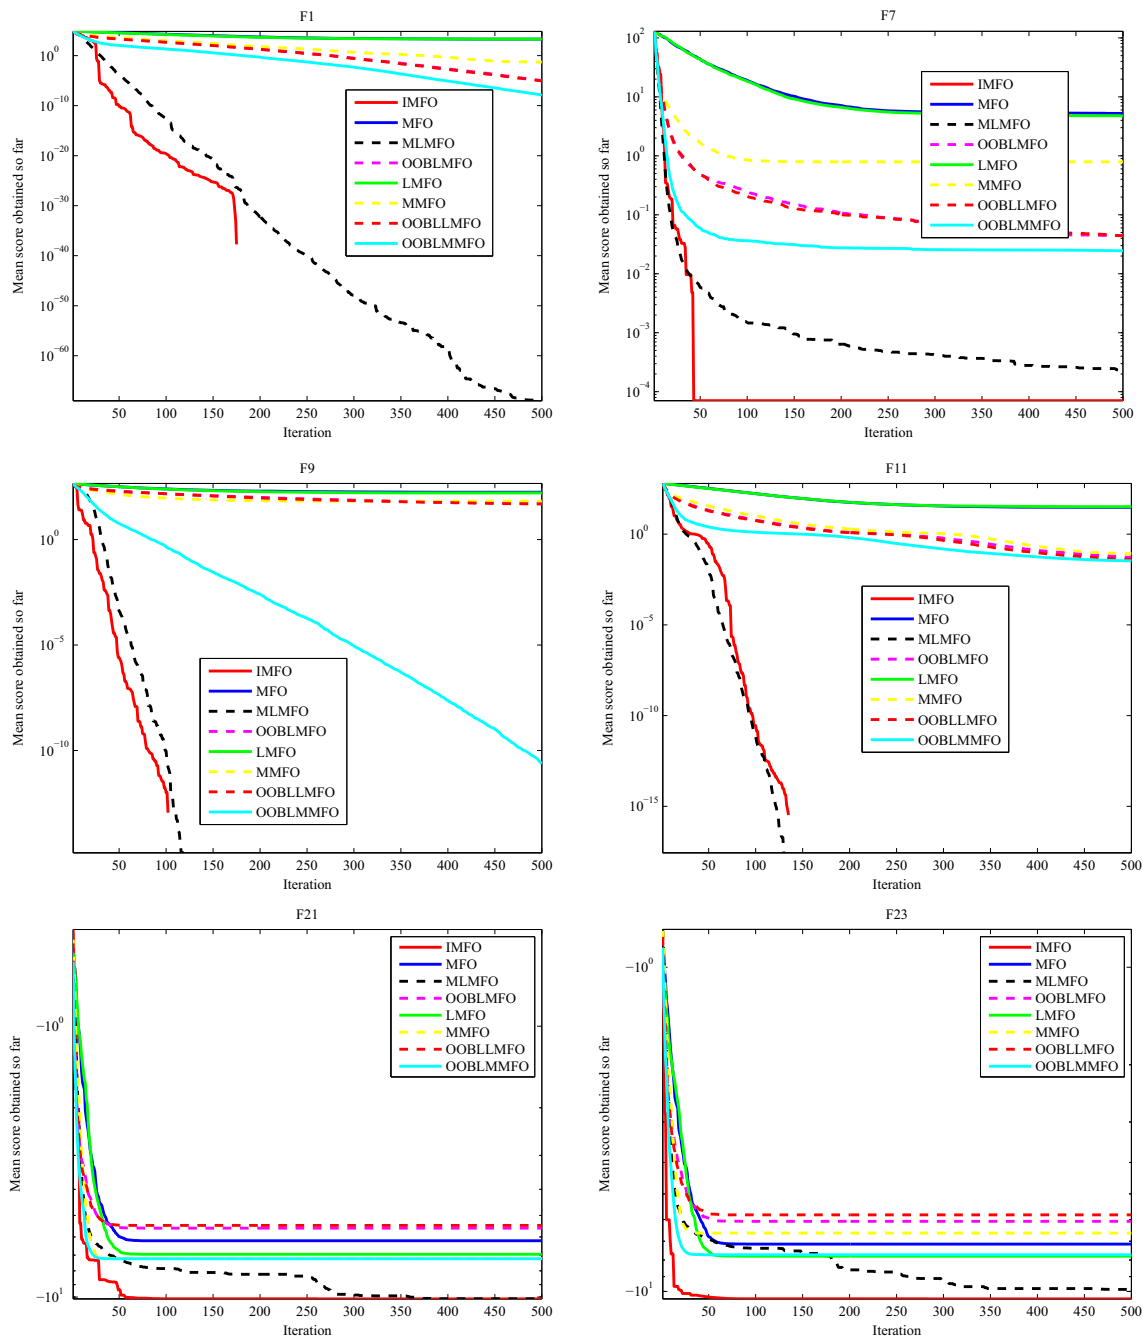 F1
Mean score obtained so far
10^0
10^-10
10^-20
10^-30
10^-40
10^-50
10^-60
IMFO
MFO
MLMFO
OOBLMFO
LMFO
MMFO
OOBLLMFO
OOBLMMFO
50 100 150 200 250 300 350 400 450 500
Iteration
F7
Mean score obtained so far
10^2
10^1
10^0
10^-1
10^-2
10^-3
10^-4
IMFO
MFO
MLMFO
OOBLMFO
LMFO
MMFO
OOBLLMFO
OOBLMMFO
50 100 150 200 250 300 350 400 450 500
Iteration
F9
Mean score obtained so far
10^0
10^-5
10^-10
IMFO
MFO
MLMFO
OOBLMFO
LMFO
MMFO
OOBLLMFO
OOBLMMFO
50 100 150 200 250 300 350 400 450 500
Iteration
F11
Mean score obtained so far
10^0
10^-5
10^-10
10^-15
IMFO
MFO
MLMFO
OOBLMFO
LMFO
MMFO
OOBLLMFO
OOBLMMFO
50 100 150 200 250 300 350 400 450 500
Iteration
F21
Mean score obtained so far
−10^0
−10^1
IMFO
MFO
MLMFO
OOBLMFO
LMFO
MMFO
OOBLLMFO
OOBLMMFO
50 100 150 200 250 300 350 400 450 500
Iteration
F23
Mean score obtained so far
−10^0
−10^1
IMFO
MFO
MLMFO
OOBLMFO
LMFO
MMFO
OOBLLMFO
OOBLMMFO
50 100 150 200 250 300 350 400 450 500
Iteration